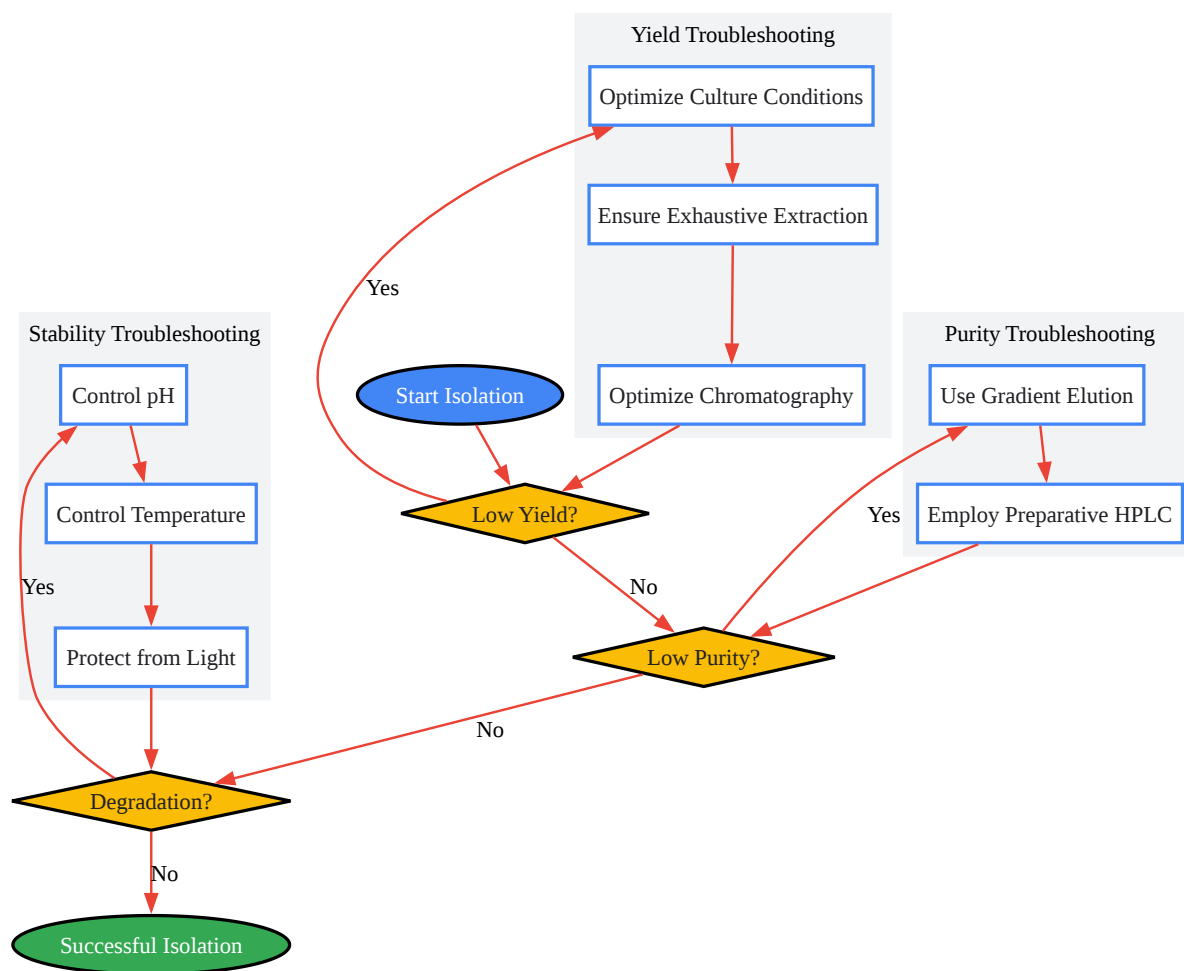 Yield Troubleshooting
Optimize Culture Conditions
Ensure Exhaustive Extraction
Yes
Stability Troubleshooting
Purity Troubleshooting
Control pH
Start Isolation
Optimize Chromatography
Use Gradient Elution
Control Temperature
Low Yield?
Yes
Employ Preparative HPLC
Yes
No
Protect from Light
Low Purity?
No
Degradation?
No
Successful Isolation